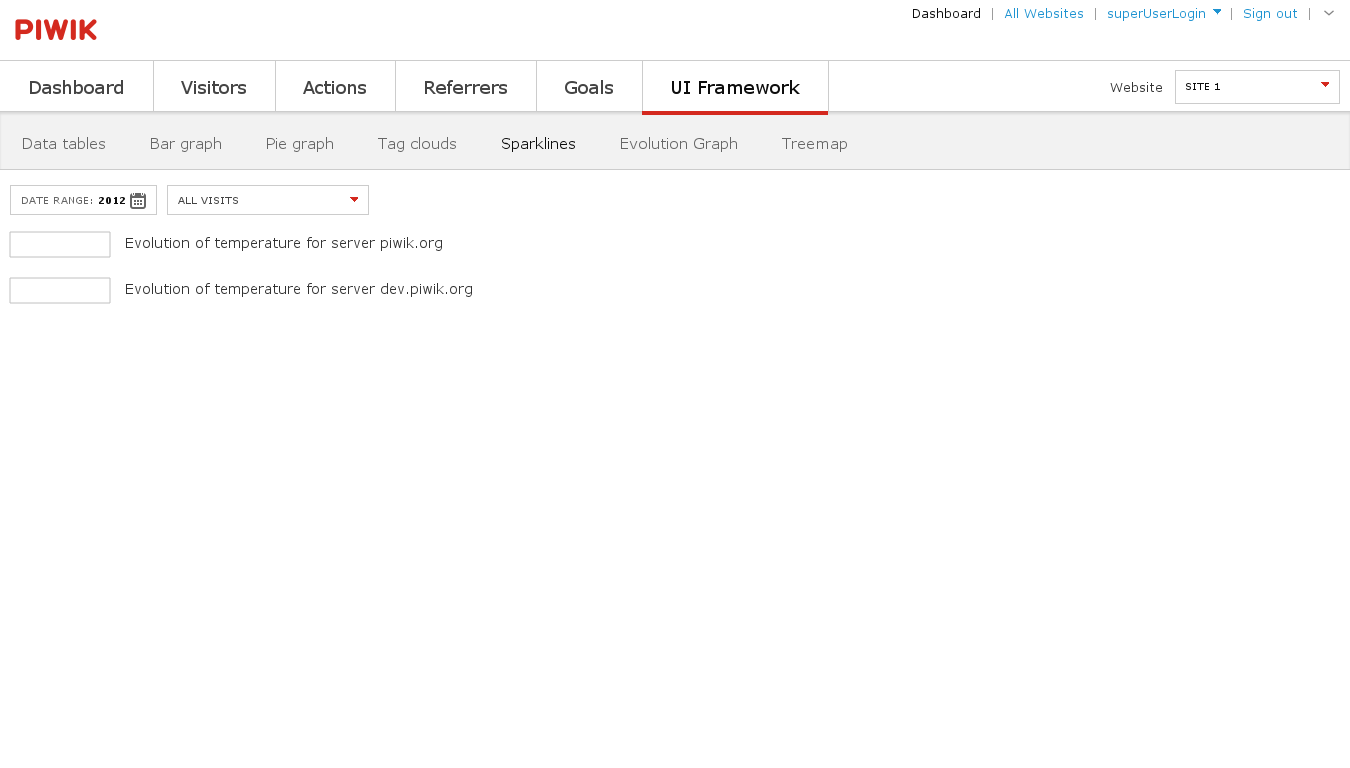 PIWIK
Dashboard | All Websites | superUserLogin | Sign out |
Dashboard Visitors Actions Referrers Goals UI Framework Website SITE 1
Data tables Bar graph Pie graph Tag clouds Sparklines Evolution Graph Treemap
DATE RANGE: 2012 ALL VISITS
Evolution of temperature for server piwik.org
Evolution of temperature for server dev.piwik.org